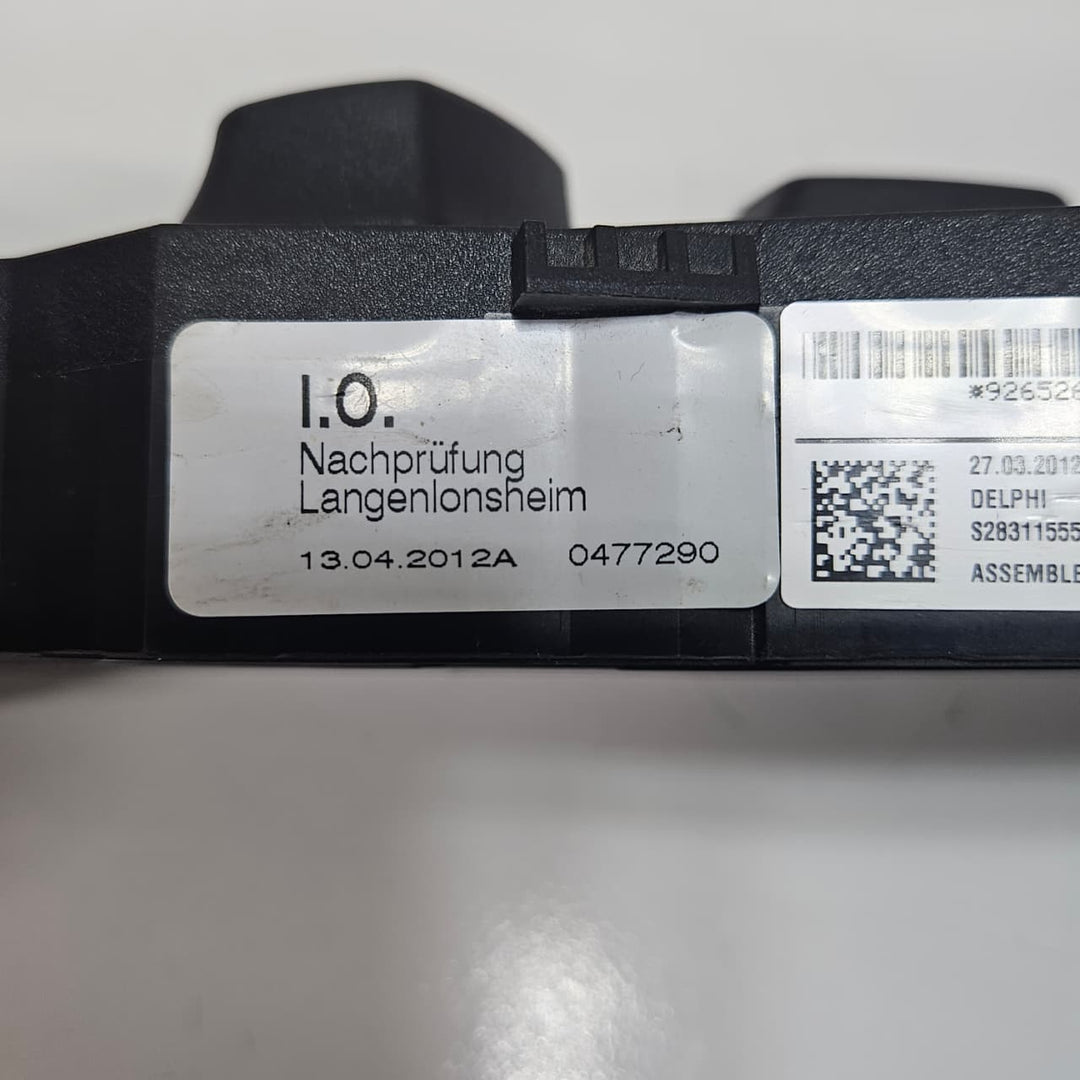 I.O.
Nachprüfung
Langenlonsheim
13.04.2012A 0477290
*926526
27.03.2012
DELPHI
S28311555
ASSEMBLE